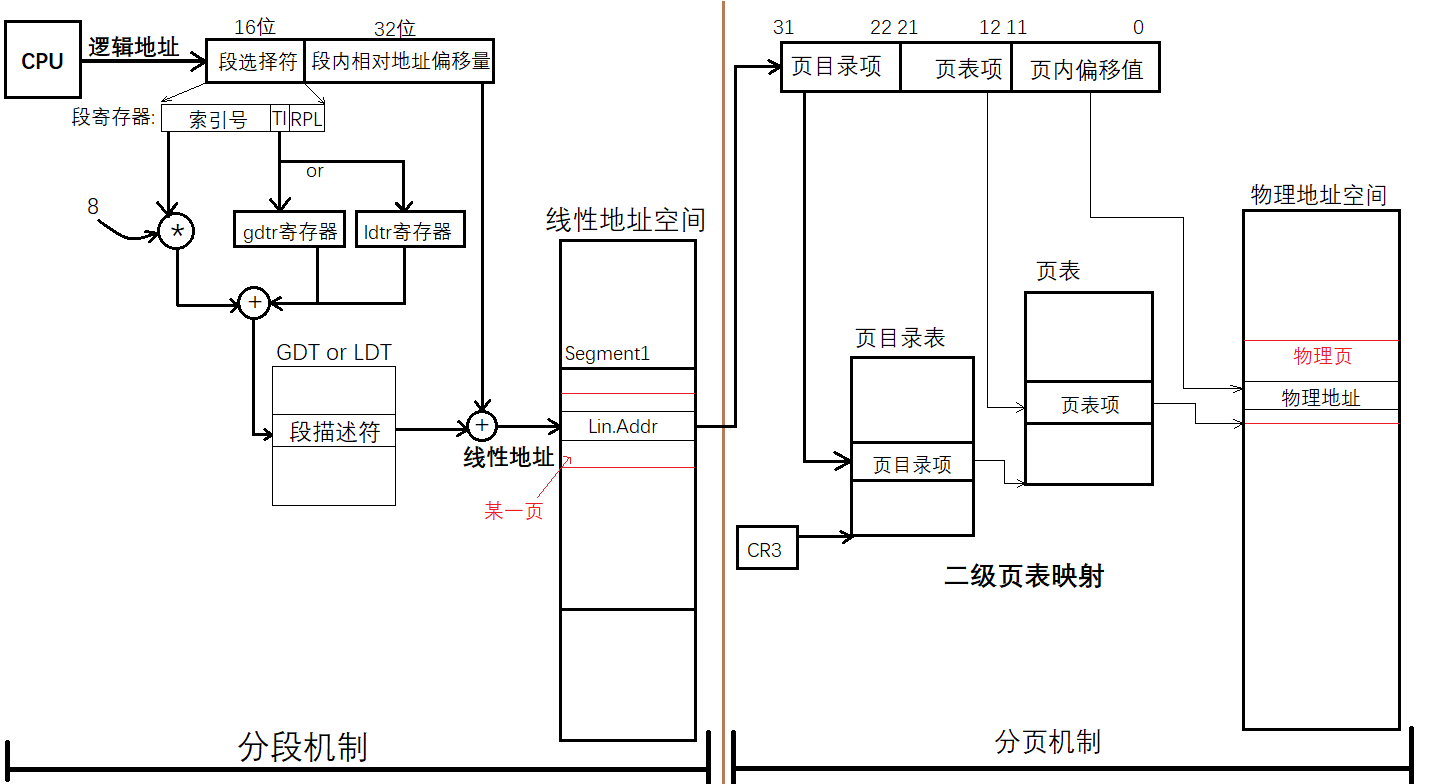 16位
32位
CPU
逻辑地址
段选择符
段内相对地址偏移量
段寄存器:
索引号
TI
RPL
or
8
*
gdtr寄存器
ldtr寄存器
+
GDT or LDT
段描述符
+
线性地址
线性地址空间
Segment1
Lin.Addr
某一页
分段机制
31
22
21
12
11
0
页目录项
页表项
页内偏移值
物理地址空间
页表
物理页
页目录表
页表项
物理地址
页目录项
CR3
二级页表映射
分页机制